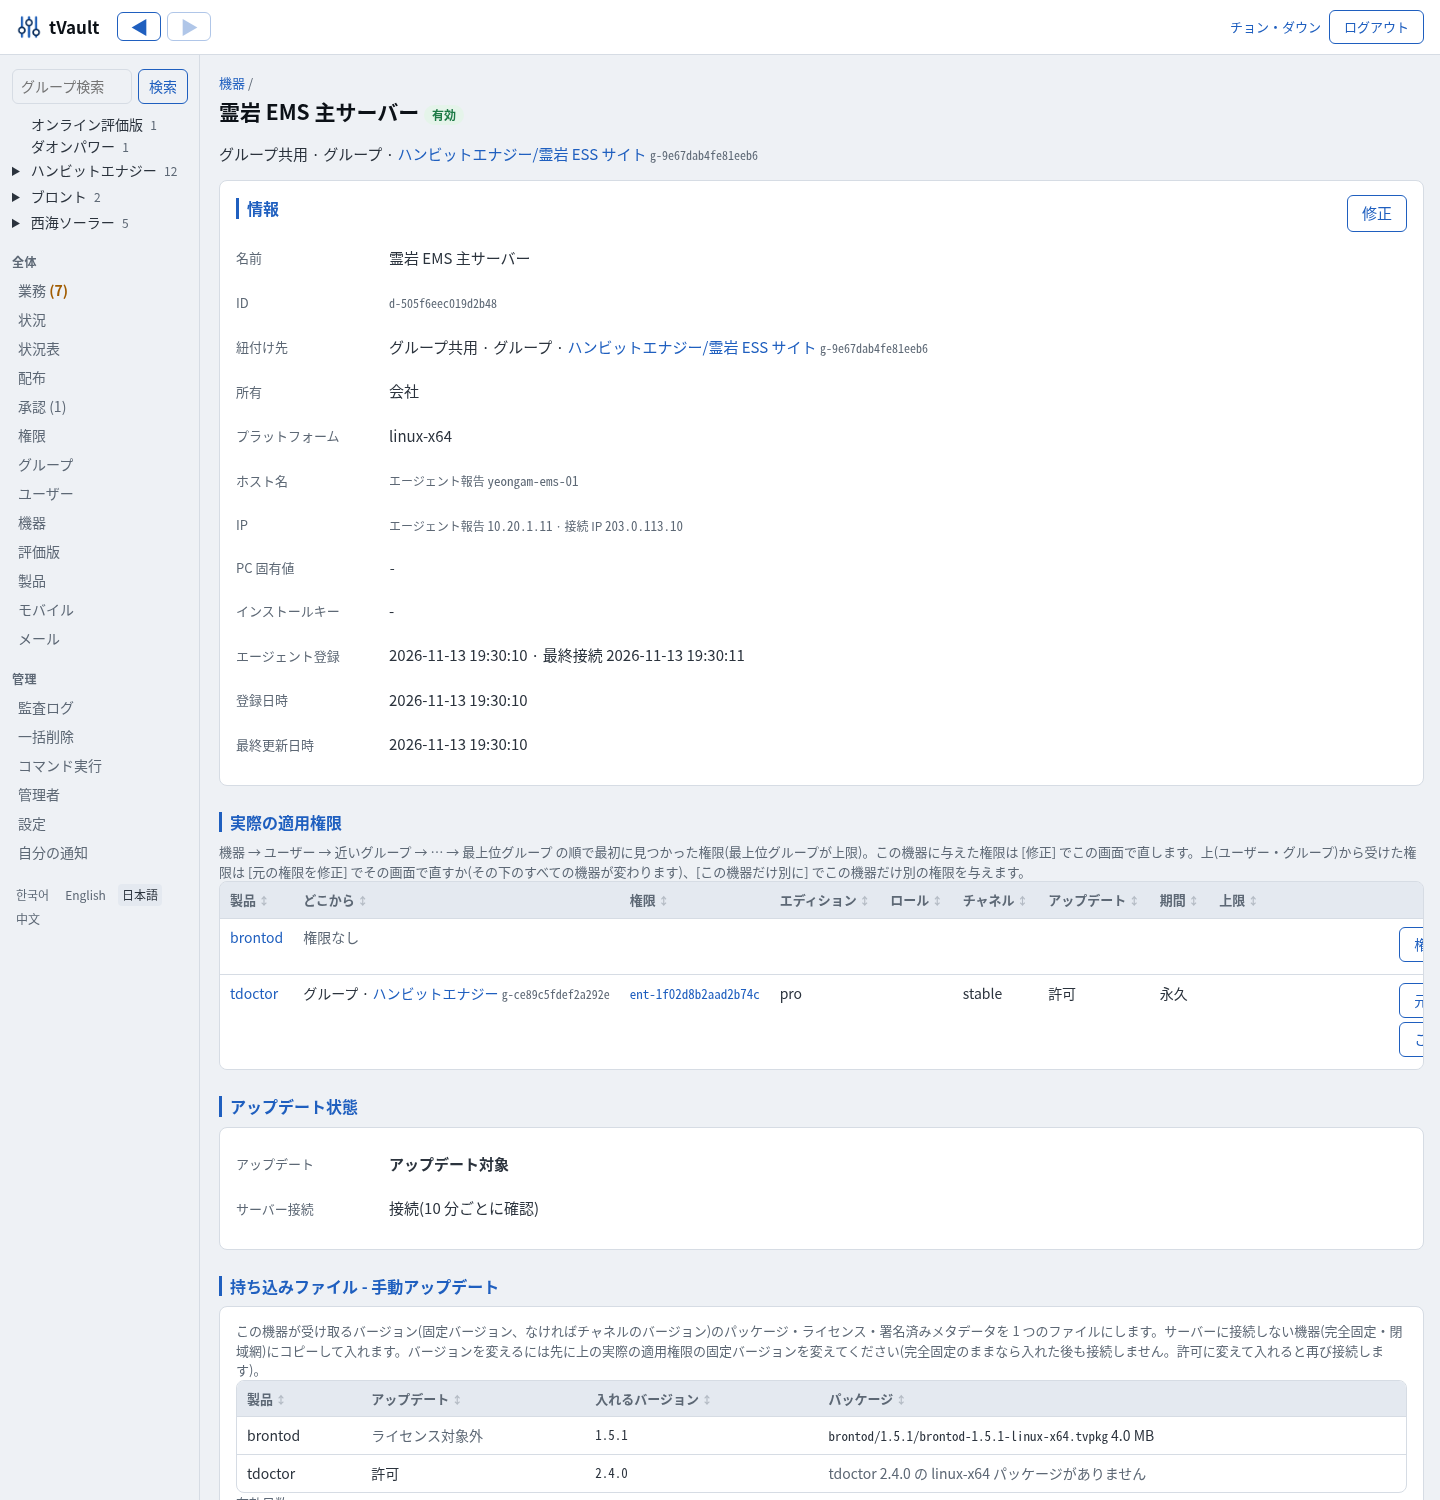 tVault ◀ ▶ チョン・ダウン ログアウト
グループ検索 検索
オンライン評価版 1
ダオンパワー 1
▶ ハンビットエナジー 12
▶ ブロント 2
▶ 西海ソーラー 5
全体
業務 (7)
状況
状況表
配布
承認 (1)
権限
グループ
ユーザー
機器
評価版
製品
モバイル
メール
管理
監査ログ
一括削除
コマンド実行
管理者
設定
自分の通知
한국어 English 日本語
中文
機器 /
霊岩 EMS 主サーバー 有効
グループ共用 · グループ · ハンビットエナジー/霊岩 ESS サイト g-9e67dab4fe81eeb6
情報 修正
名前 霊岩 EMS 主サーバー
ID d-505f6eec019d2b48
紐付け先 グループ共用 · グループ · ハンビットエナジー/霊岩 ESS サイト g-9e67dab4fe81eeb6
所有 会社
プラットフォーム linux-x64
ホスト名 エージェント報告 yeongam-ems-01
IP エージェント報告 10.20.1.11 · 接続 IP 203.0.113.10
PC 固有値 -
インストールキー -
エージェント登録 2026-11-13 19:30:10 · 最終接続 2026-11-13 19:30:11
登録日時 2026-11-13 19:30:10
最終更新日時 2026-11-13 19:30:10
実際の適用権限
機器 → ユーザー → 近いグループ → … → 最上位グループ の順で最初に見つかった権限(最上位グループが上限)。この機器に与えた権限は [修正] でこの画面で直します。上(ユーザー・グループ)から受けた権
限は [元の権限を修正] でその画面で直すか(その下のすべての機器が変わります)、[この機器だけ別に] でこの機器だけ別の権限を与えます。
製品 ↕ どこから ↕ 権限 ↕ エディション ↕ ロール ↕ チャネル ↕ アップデート ↕ 期間 ↕ 上限 ↕
brontod 権限なし
tdoctor グループ · ハンビットエナジー g-ce89c5fdef2a292e ent-1f02d8b2aad2b74c pro stable 許可 永久
アップデート状態
アップデート アップデート対象
サーバー接続 接続(10 分ごとに確認)
持ち込みファイル - 手動アップデート
この機器が受け取るバージョン(固定バージョン、なければチャネルのバージョン)のパッケージ・ライセンス・署名済みメタデータを 1 つのファイルにします。サーバーに接続しない機器(完全固定・閉
域網)にコピーして入れます。バージョンを変えるには先に上の実際の適用権限の固定バージョンを変えてください(完全固定のままなら入れた後も接続しません。許可に変えて入れると再び接続しま
す)。
製品 ↕ アップデート ↕ 入れるバージョン ↕ パッケージ ↕
brontod ライセンス対象外 1.5.1 brontod/1.5.1/brontod-1.5.1-linux-x64.tvpkg 4.0 MB
tdoctor 許可 2.4.0 tdoctor 2.4.0 の linux-x64 パッケージがありません